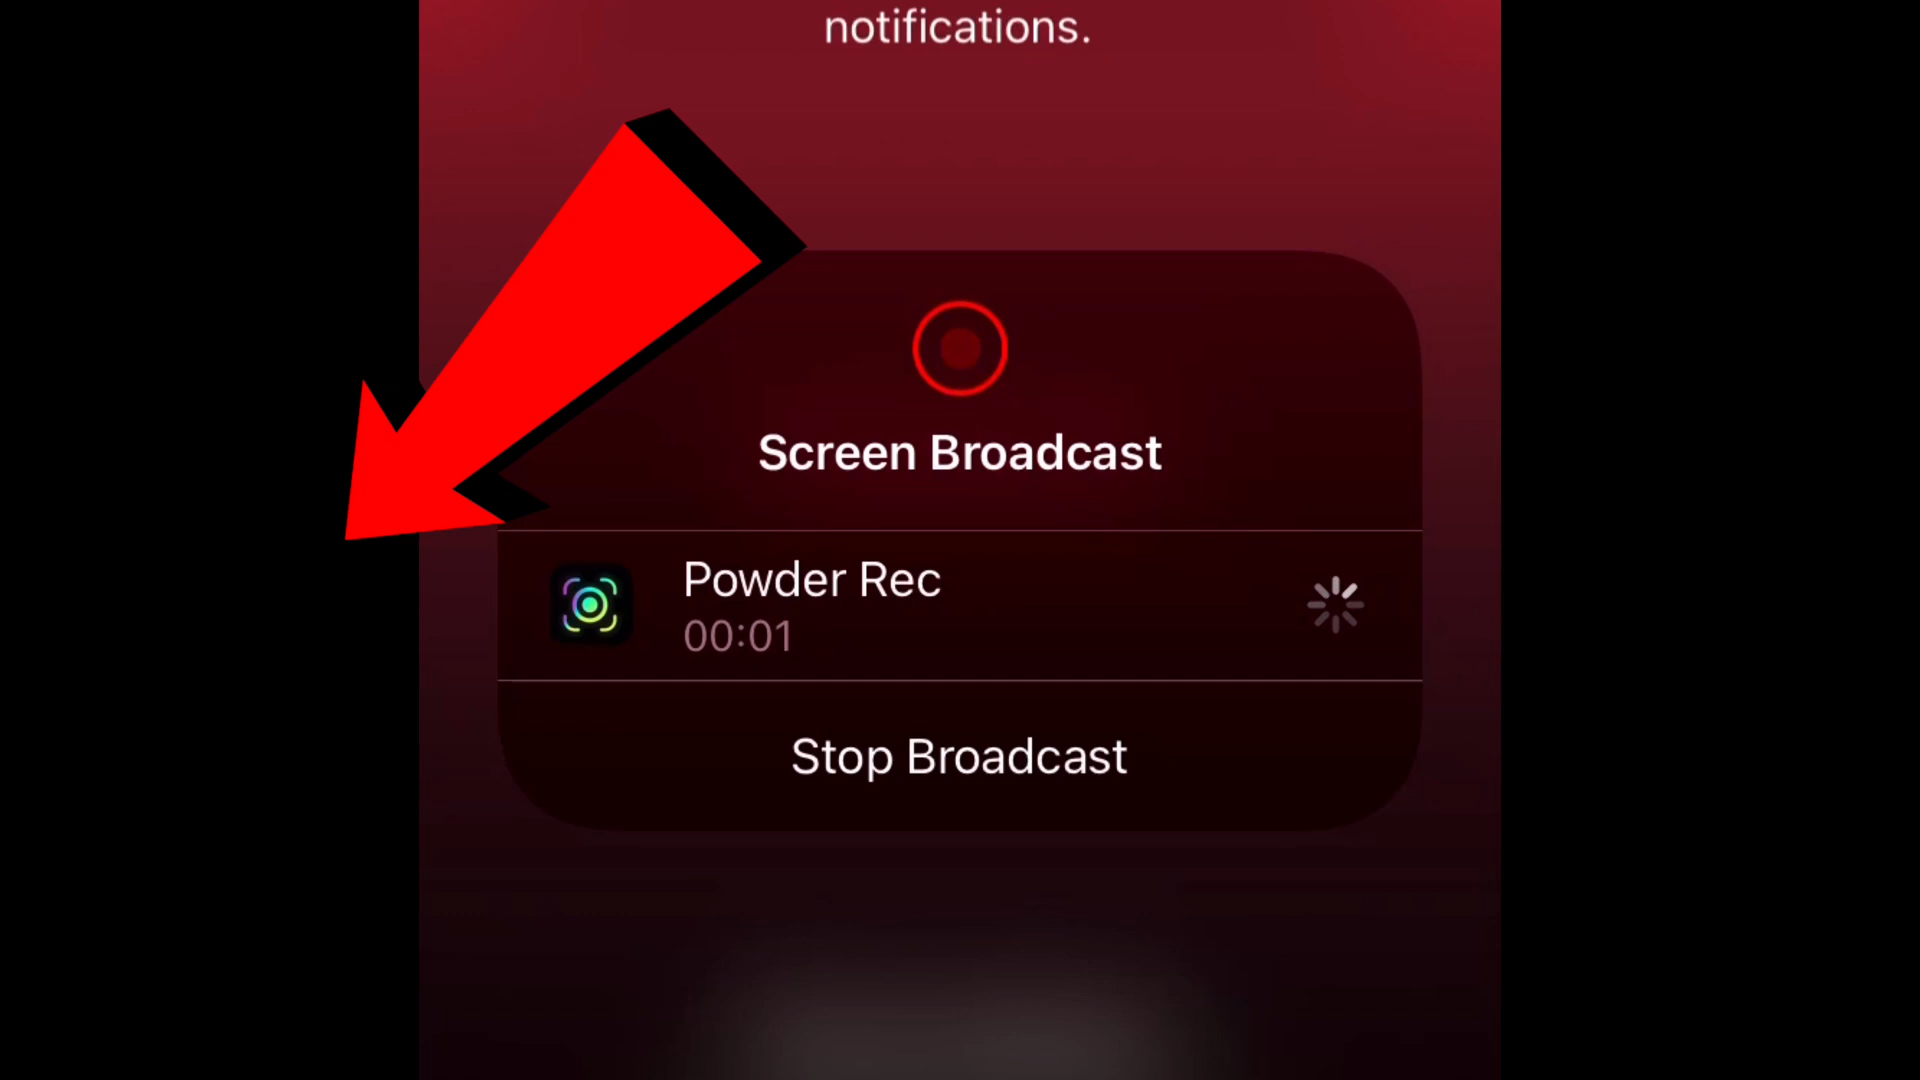 notifications.
Screen Broadcast
Powder Rec
00:01
Stop Broadcast